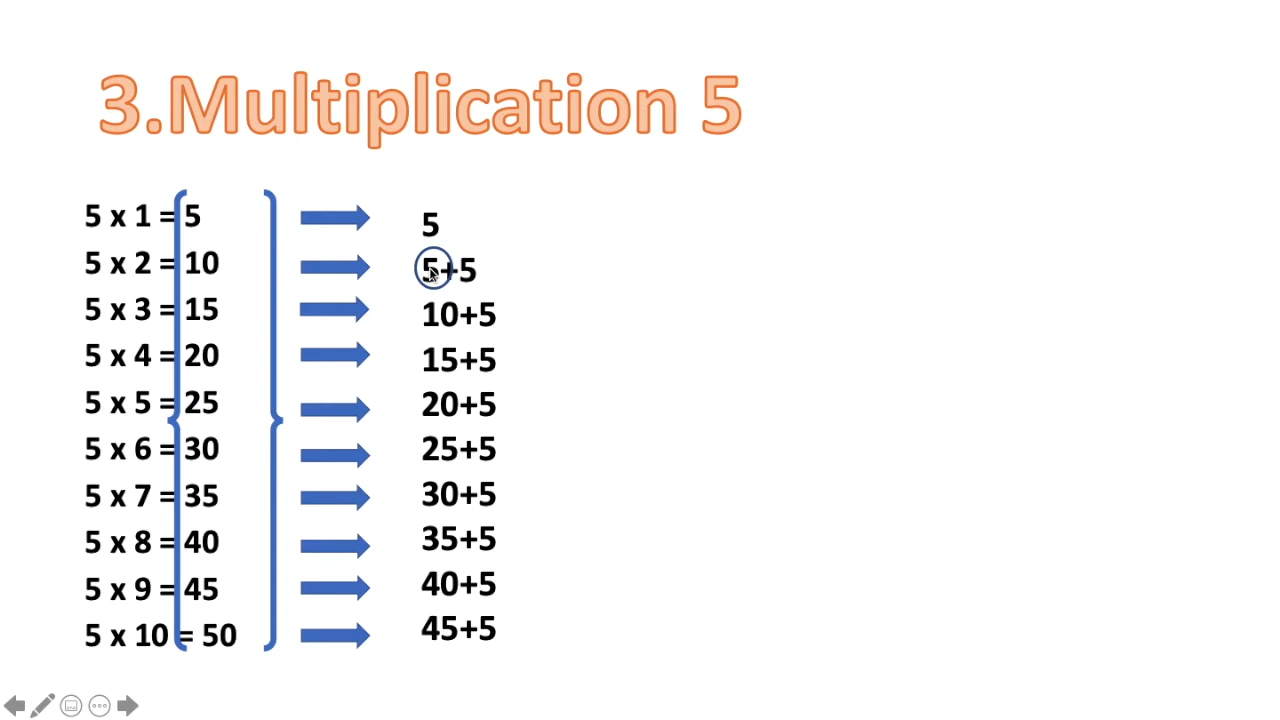 3.Multiplication 5
5 x 1 = 5
5 x 2 = 10
5 x 3 = 15
5 x 4 = 20
5 x 5 = 25
5 x 6 = 30
5 x 7 = 35
5 x 8 = 40
5 x 9 = 45
5 x 10 = 50
5
5+5
10+5
15+5
20+5
25+5
30+5
35+5
40+5
45+5